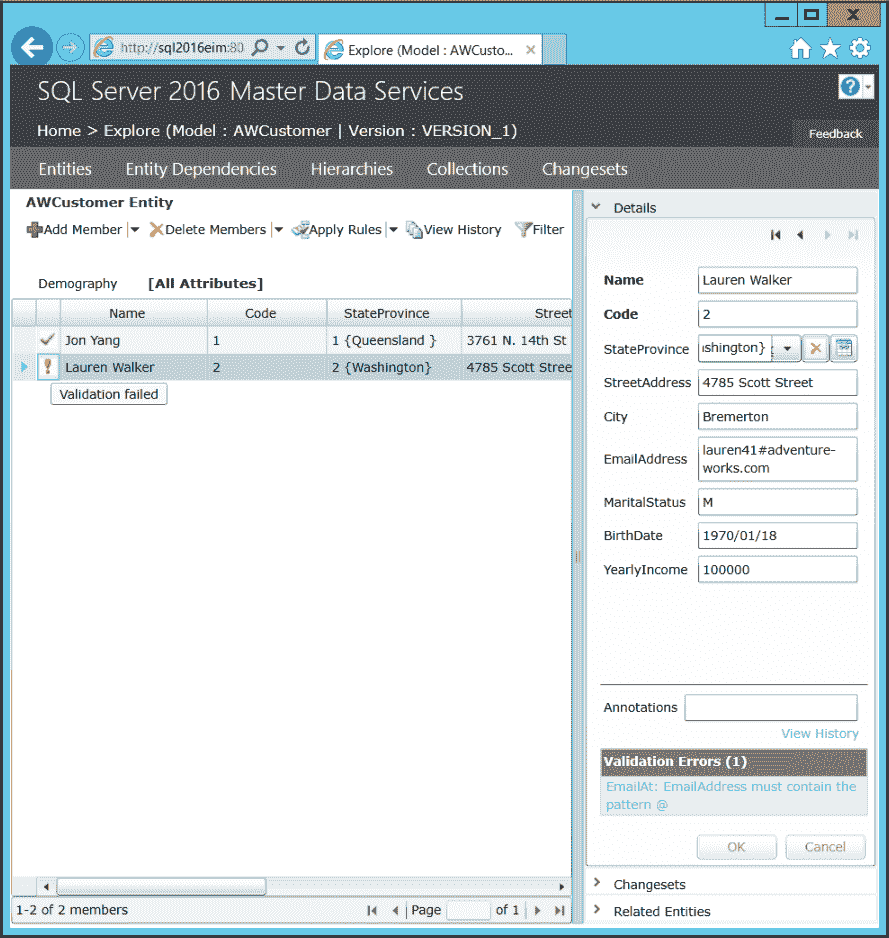 http://sql2016eim:80
Explore (Model : AWCusto...
SQL Server 2016 Master Data Services
Home > Explore (Model : AWCustomer | Version : VERSION_1)
Feedback
Entities Entity Dependencies Hierarchies Collections Changesets
AWCustomer Entity
Add Member Delete Members Apply Rules View History Filter
Demography [All Attributes]
Name Code StateProvince Street
Jon Yang 1 1 {Queensland } 3761 N. 14th St
Lauren Walker 2 2 {Washington} 4785 Scott Stree
Validation failed
1-2 of 2 members Page of 1
Details
Name Lauren Walker
Code 2
StateProvince ashington}
StreetAddress 4785 Scott Street
City Bremerton
EmailAddress lauren41#adventure-
works.com
MaritalStatus M
BirthDate 1970/01/18
YearlyIncome 100000
Annotations
View History
Validation Errors (1)
EmailAt: EmailAddress must contain the
pattern @
OK Cancel
Changesets
Related Entities